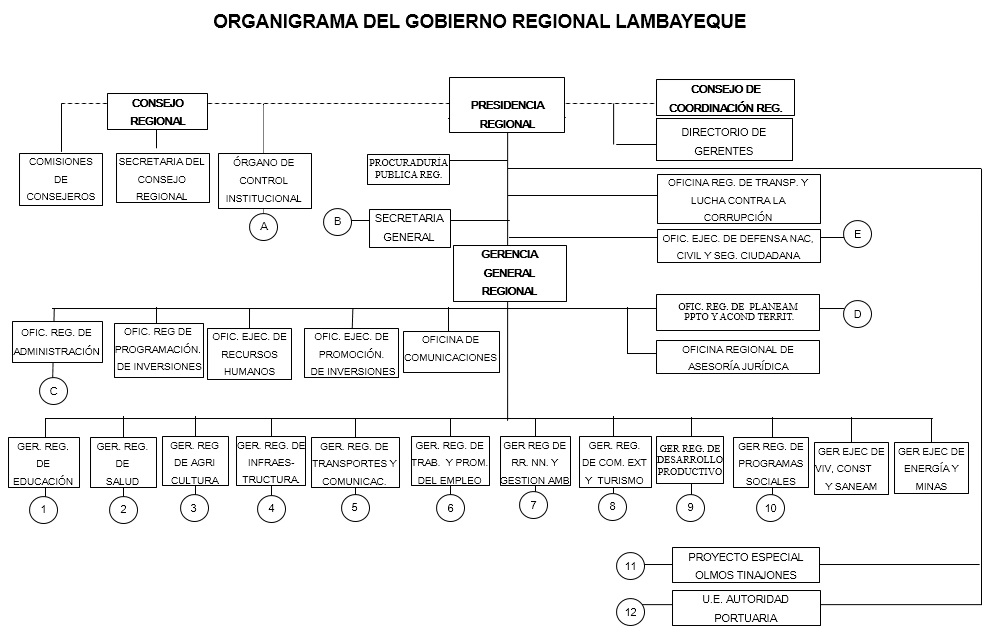 ORGANIGRAMA DEL GOBIERNO REGIONAL LAMBAYEQUE
CONSEJO
REGIONAL
PRESIDENCIA
REGIONAL
CONSEJO DE
COORDINACIÓN REG.
DIRECTORIO DE
GERENTES
COMISIONES
DE
CONSEJEROS
SECRETARIA DEL
CONSEJO
REGIONAL
ÓRGANO DE
CONTROL
INSTITUCIONAL
A
PROCURADURIA
PUBLICA REG.
OFICINA REG. DE TRANSP. Y
LUCHA CONTRA LA
CORRUPCIÓN
B
SECRETARIA
GENERAL
OFIC. EJEC. DE DEFENSA NAC,
CIVIL Y SEG. CIUDADANA
E
GERENCIA
GENERAL
REGIONAL
OFIC. REG. DE PLANEAM
PPTO Y ACOND TERRIT.
D
OFIC. REG. DE
ADMINISTRACIÓN
C
OFIC. REG DE
PROGRAMACIÓN.
DE INVERSIONES
OFIC. EJEC. DE
RECURSOS
HUMANOS
OFIC. EJEC. DE
PROMOCIÓN.
DE INVERSIONES
OFICINA DE
COMUNICACIONES
OFICINA REGIONAL DE
ASESORÍA JURÍDICA
GER. REG.
DE
EDUCACIÓN
1
GER. REG.
DE
SALUD
2
GER. REG
DE AGRI
CULTURA
3
GER. REG. DE
INFRAES-
TRUCTURA.
4
GER. REG. DE
TRANSPORTES Y
COMUNICAC.
5
GER. REG. DE
TRAB. Y PROM.
DEL EMPLEO
6
GER REG DE
RR. NN. Y
GESTION AMB
7
GER. REG.
DE COM. EXT
Y TURISMO
8
GER REG. DE
DESARROLLO
PRODUCTIVO
9
GER REG. DE
PROGRAMAS
SOCIALES
10
GER EJEC DE
VIV, CONST
Y SANEAM
GER EJEC DE
ENERGÍA Y
MINAS
11
PROYECTO ESPECIAL
OLMOS TINAJONES
12
U.E. AUTORIDAD
PORTUARIA